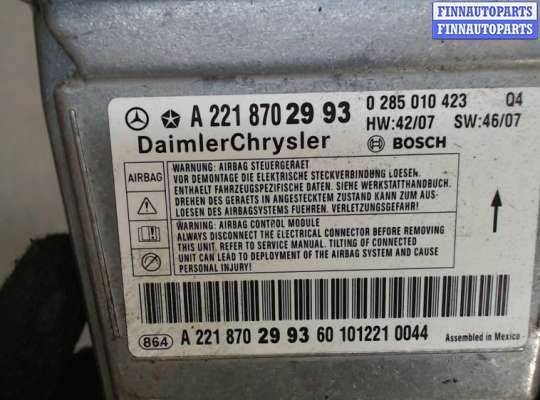 FINNAUTOPARTS
FINNAUTOPARTS
A 221 870 29 93 0 285 010 423 Q4
HW:42/07 SW:46/07
DaimlerChrysler BOSCH
AIRBAG
WARNUNG: AIRBAG STEUERGERAET
VOR DEMONTAGE DIE ELEKTRISCHE STECKVERBINDUNG LOESEN.
ENTHAELT FAHRZEUGSPEZIFISCHE DATEN. SIEHE WERKSTATTHANDBUCH.
DREHEN DES GERAETS IN ANGESTECKTEM ZUSTAND KANN ZUM AUS-
LOESEN DES AIRBAGSYSTEMS FUEHREN. VERLETZUNGSGEFAHR!
WARNING: AIRBAG CONTROL MODULE
ALWAYS DISCONNECT THE ELECTRICAL CONNECTOR BEFORE REMOVING
THIS UNIT. REFER TO SERVICE MANUAL. TILTING OF CONNECTED
UNIT CAN LEAD TO DEPLOYMENT OF THE AIRBAG SYSTEM AND CAUSE
PERSONAL INJURY!
864 A 221 870 29 93 60 101221 0044 Assembled in Mexico